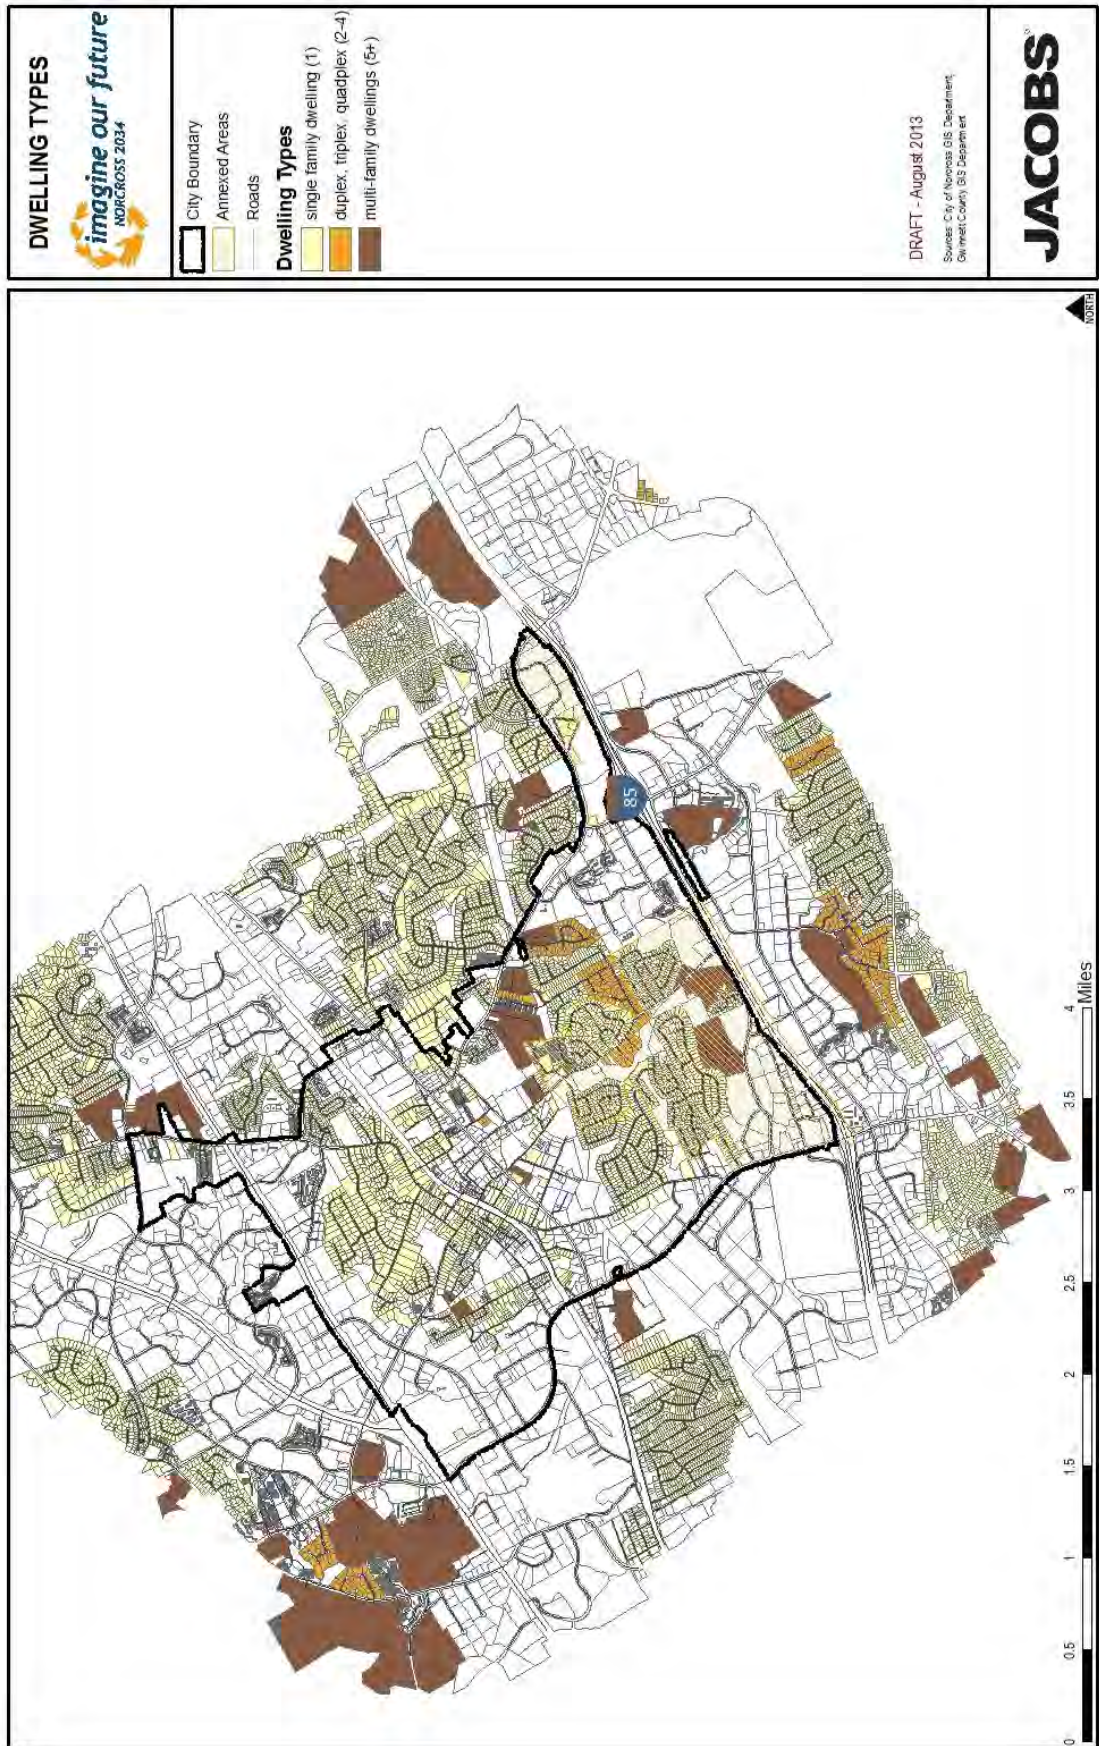 DWELLING TYPES
imagine our future
NORCROSS 2034
City Boundary
Annexed Areas
Roads
Dwelling Types
single family dwelling (1)
duplex, triplex, quadplex (2-4)
multi-family dwellings (5+)
DRAFT - August 2013
Sources: City of Norcross GIS Department,
Gwinnett County GIS Department
JACOBS
85
NORTH
0 0.5 1 1.5 2 2.5 3 3.5 4
Miles